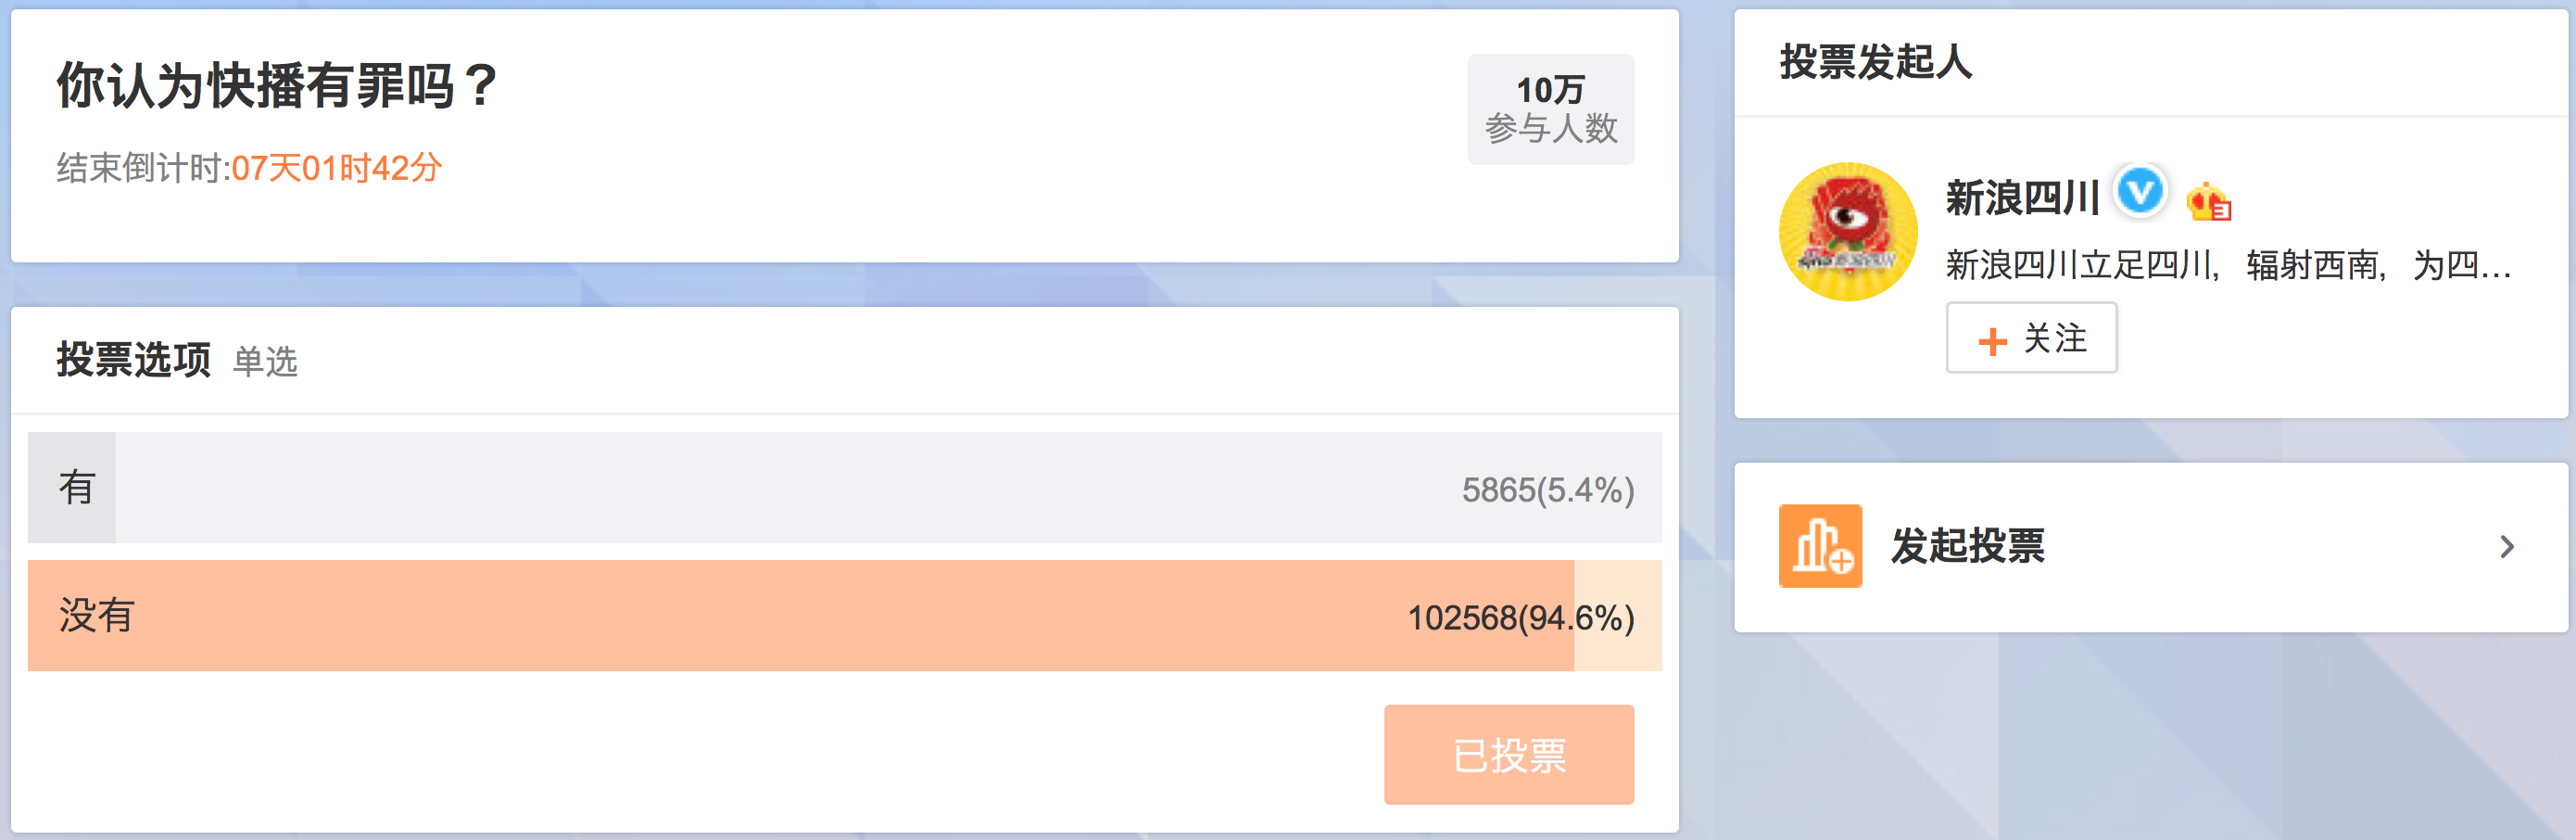 你认为快播有罪吗？
结束倒计时:07天01时42分
10万
参与人数
投票选项 单选
有 5865(5.4%)
没有 102568(94.6%)
已投票
投票发起人
新浪四川
新浪四川立足四川，辐射西南，为四...
+ 关注
发起投票